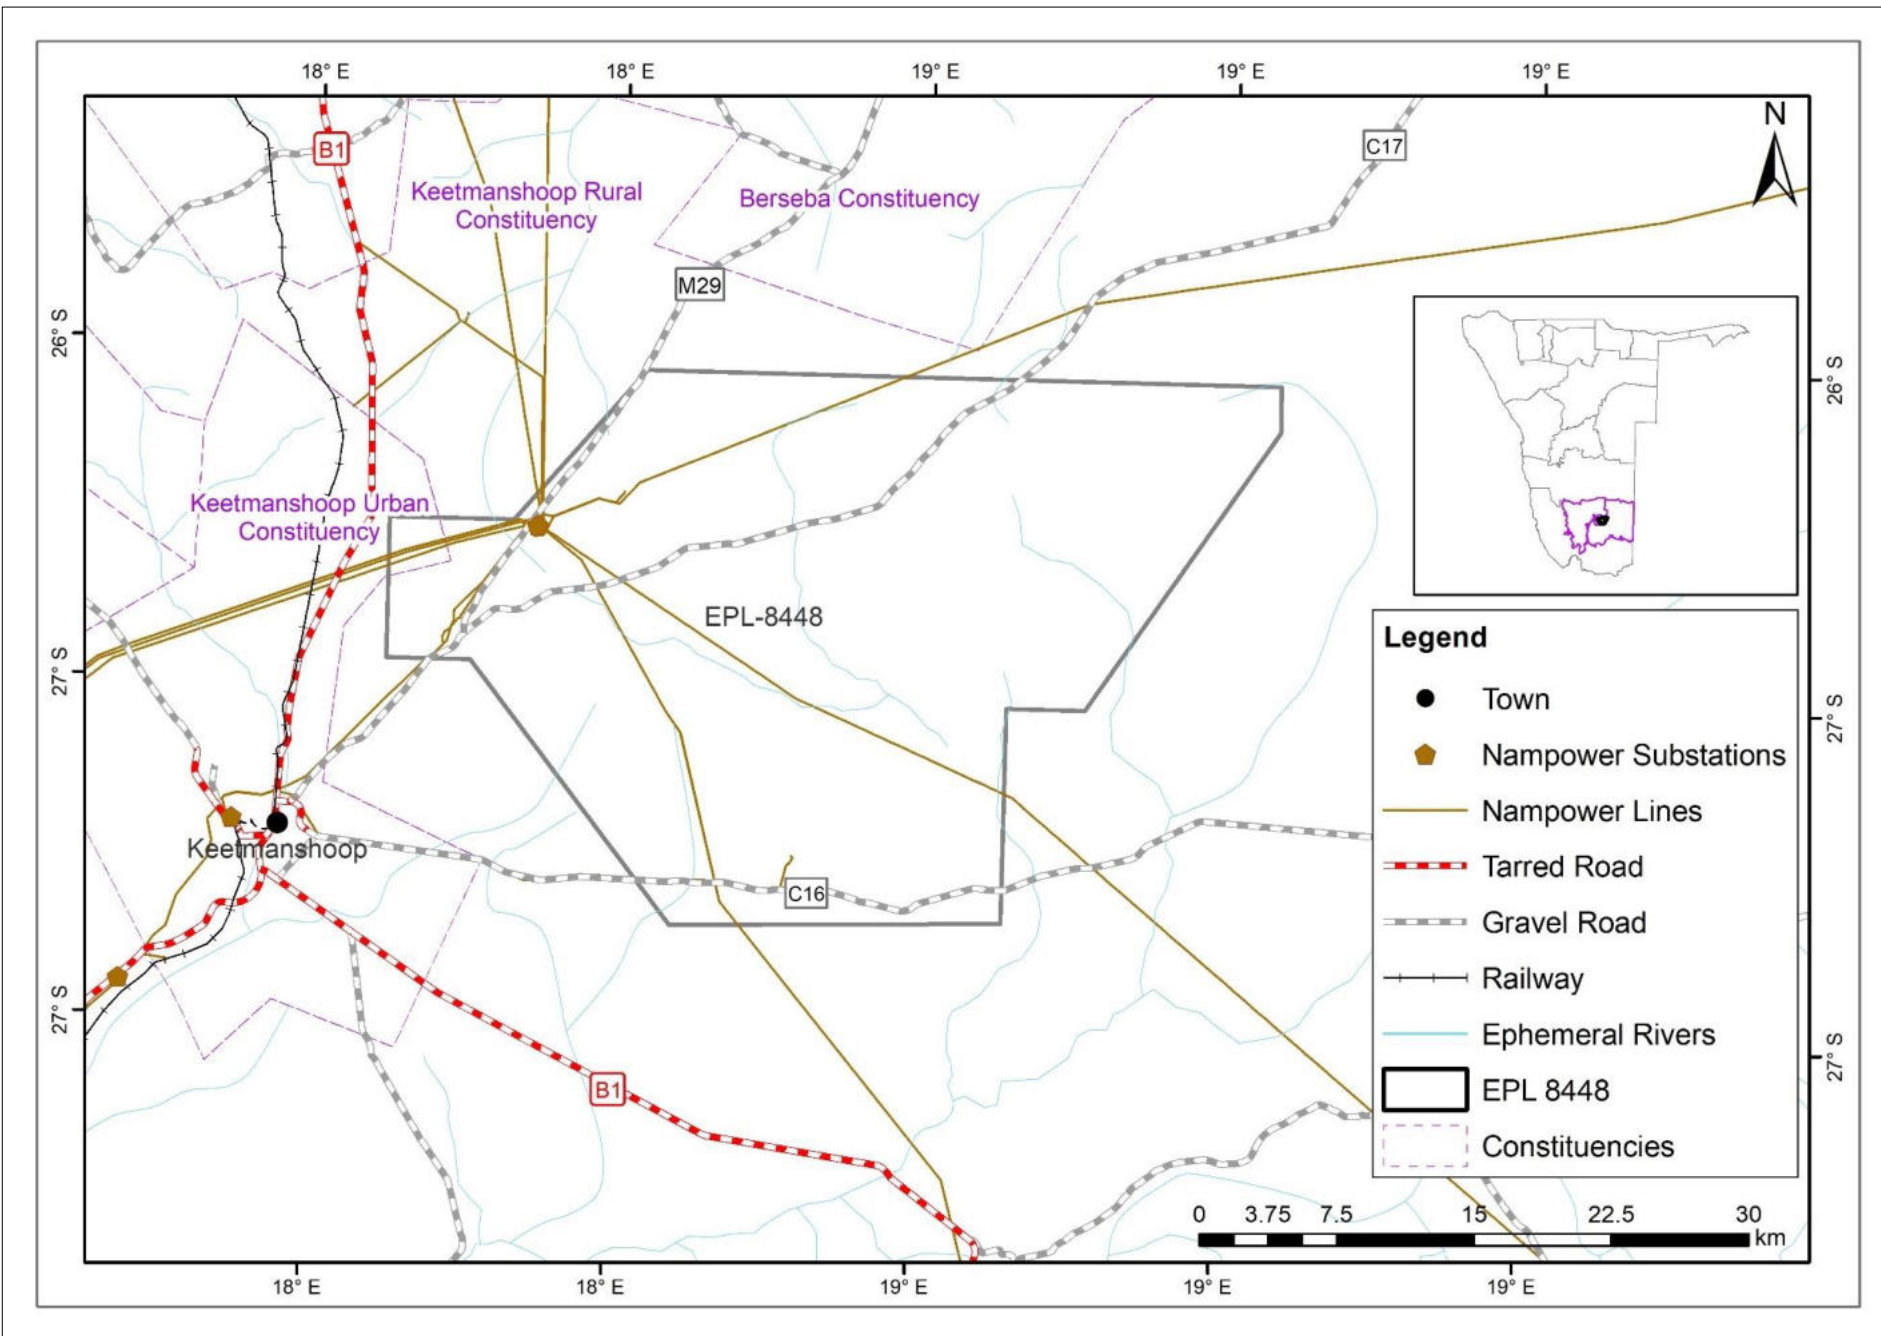 18° E 18° E 19° E 19° E 19° E
N
B1
C17
Keetmanshoop Rural
Constituency
Berseba Constituency
M29
26° S
26° S
Keetmanshoop Urban
Constituency
EPL-8448
27° S
27° S
Keetmanshoop
C16
27° S
27° S
B1
Legend
Town
Nampower Substations
Nampower Lines
Tarred Road
Gravel Road
Railway
Ephemeral Rivers
EPL 8448
Constituencies
0 3.75 7.5 15 22.5 30
km
18° E 18° E 19° E 19° E 19° E